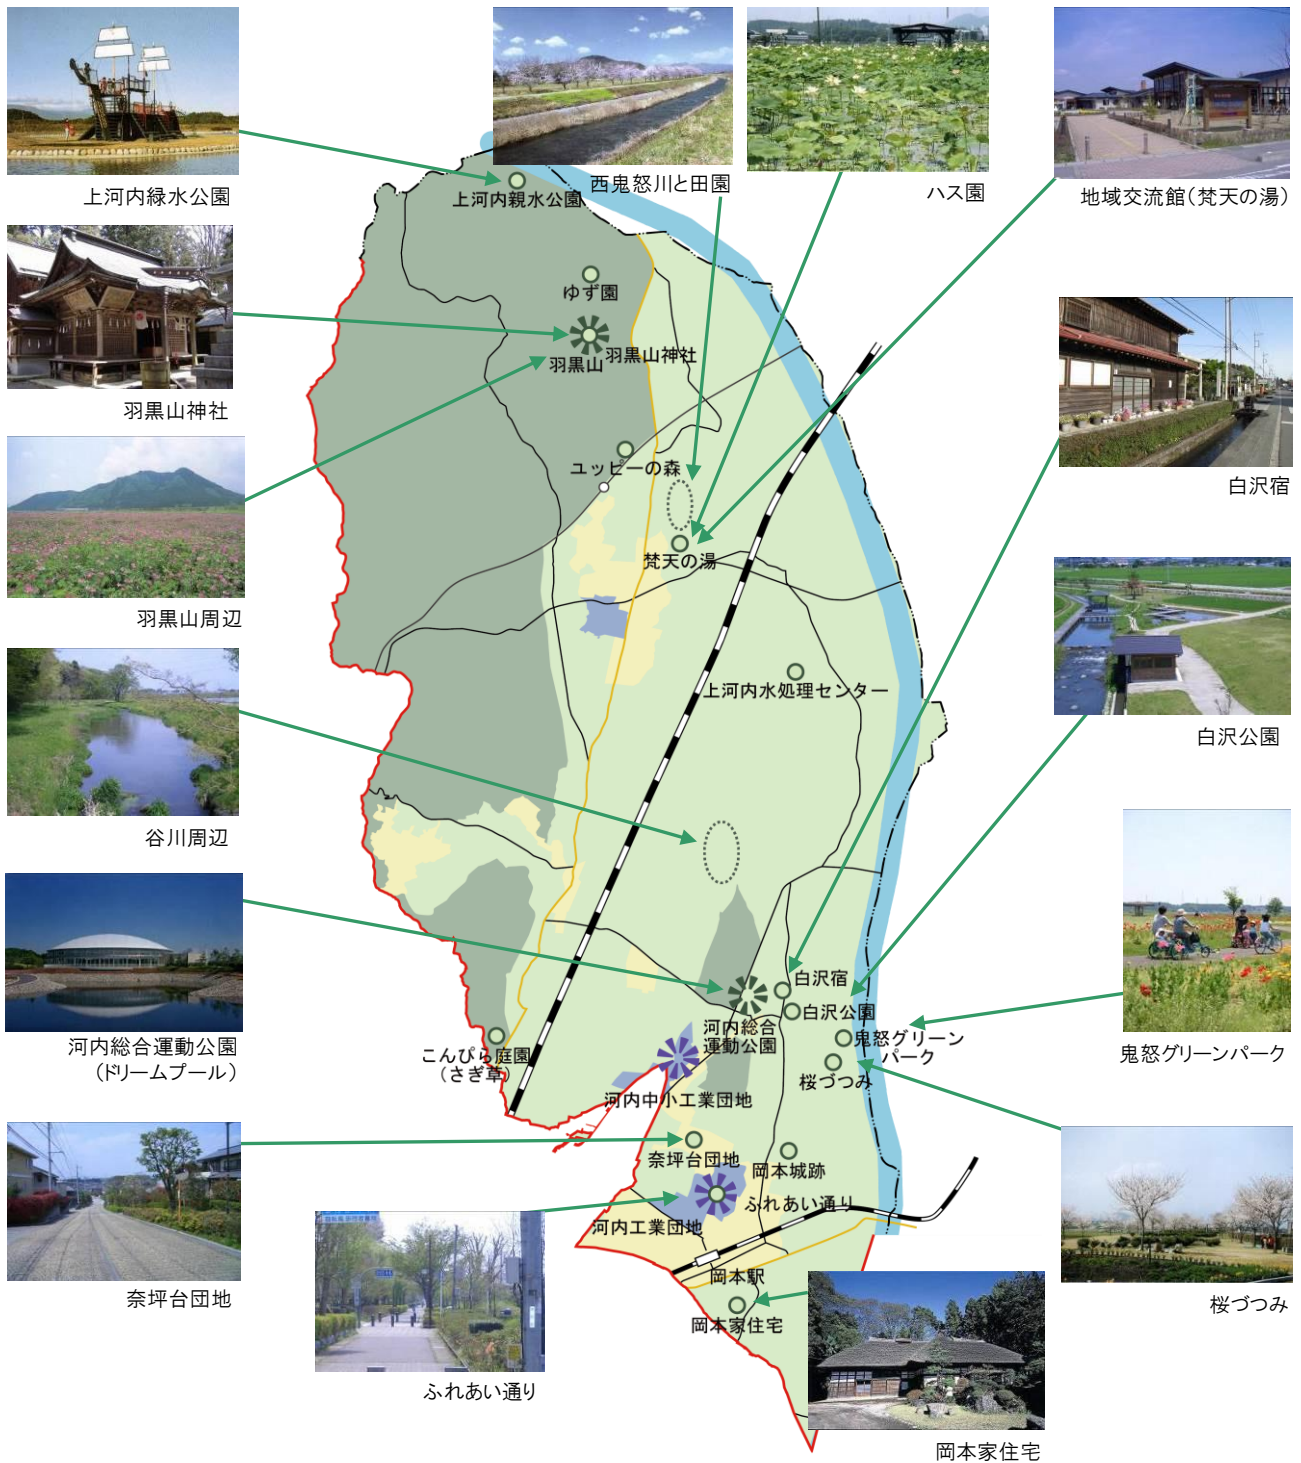 上河内緑水公園
西鬼怒川と田園
ハス園
地域交流館(梵天の湯)
上河内親水公園
ゆず園
羽黒山神社
羽黒山
羽黒山神社
ユッピーの森
白沢宿
梵天の湯
羽黒山周辺
上河内水処理センター
白沢公園
谷川周辺
白沢宿
白沢公園
河内総合
運動公園
鬼怒グリーン
パーク
桜づつみ
こんぴら庭園
(さぎ草)
河内総合運動公園
(ドリームプール)
鬼怒グリーンパーク
河内中小工業団地
奈坪台団地
岡本城跡
ふれあい通り
河内工業団地
岡本駅
岡本家住宅
奈坪台団地
桜づつみ
ふれあい通り
岡本家住宅